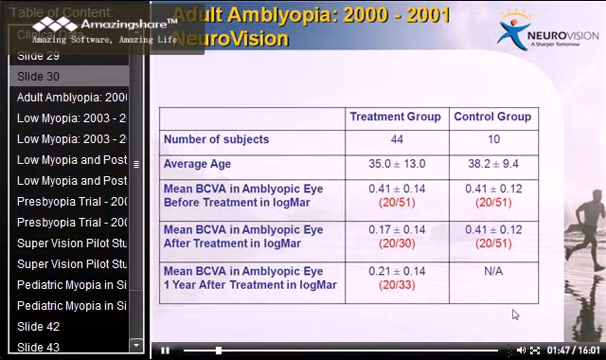 Table of Content:
Amazingshare™
Amazing Software, Amazing Life
Clinical Data
Slide 29
Slide 30
Adult Amblyopia: 200
Low Myopia: 2003 - 2
Low Myopia: 2003 - 2
Low Myopia and Post
Low Myopia and Post
Presbyopia Trial - 200
Presbyopia Trial - 200
Super Vision Pilot Stu
Super Vision Pilot Stu
Pediatric Myopia in Si
Pediatric Myopia in Si
Slide 42
Slide 43
Adult Amblyopia: 2000 - 2001
NeuroVision
NEUROVISION
A Sharper Tomorrow
Treatment Group Control Group
Number of subjects 44 10
Average Age 35.0 ± 13.0 38.2 ± 9.4
Mean BCVA in Amblyopic Eye 0.41 ± 0.14 0.41 ± 0.12
Before Treatment in logMar (20/51) (20/51)
Mean BCVA in Amblyopic Eye 0.17 ± 0.14 0.41 ± 0.12
After Treatment in logMar (20/30) (20/51)
Mean BCVA in Amblyopic Eye 0.21 ± 0.14 N/A
1 Year After Treatment in logMar (20/33)
01:47 / 16:01